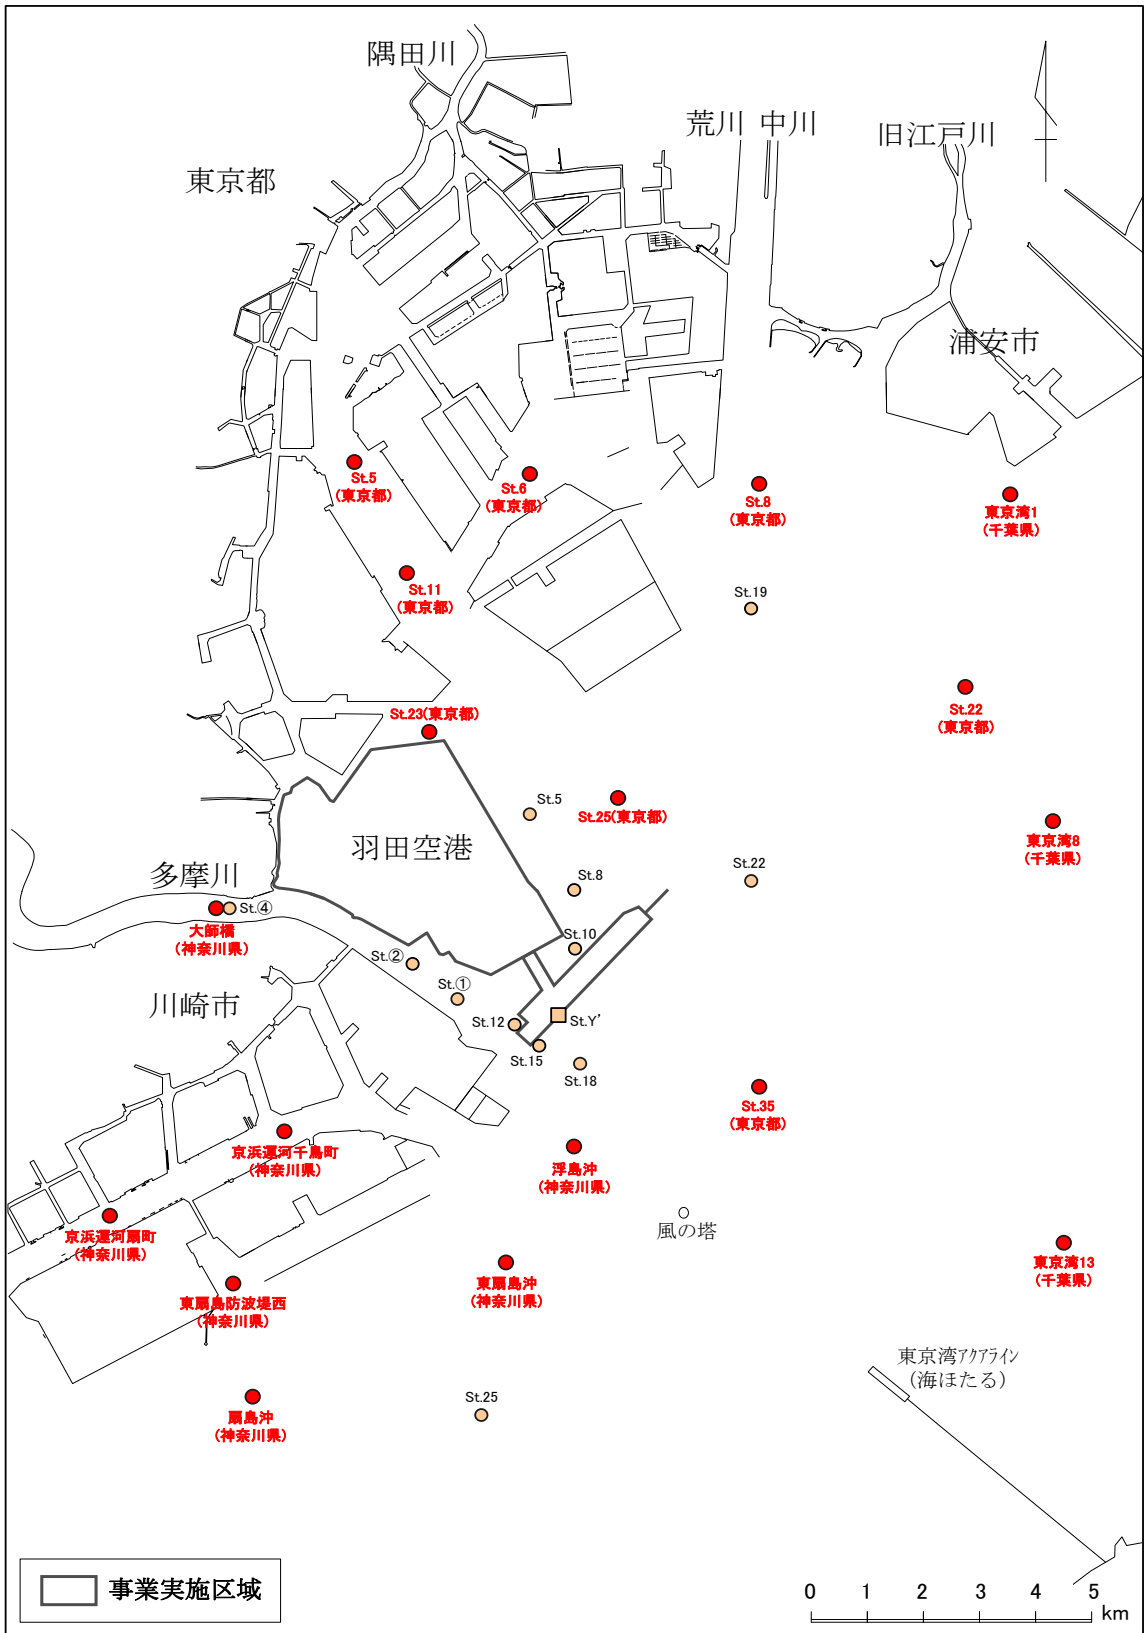 隅田川
荒川 中川
旧江戸川
東京都
浦安市
St.5
(東京都)
St.6
(東京都)
St.8
(東京都)
東京湾1
(千葉県)
St.11
(東京都)
St.19
St.22
(東京都)
St.23(東京都)
St.5
St.25(東京都)
東京湾8
(千葉県)
羽田空港
多摩川
St.8
St.22
St.④
大師橋
(神奈川県)
St.10
St.②
St.①
川崎市
St.12
St.Y'
St.15
St.18
St.35
(東京都)
京浜運河千鳥町
(神奈川県)
浮島沖
(神奈川県)
風の塔
京浜運河扇町
(神奈川県)
東京湾13
(千葉県)
東扇島防波堤西
(神奈川県)
東扇島沖
(神奈川県)
東京湾アクアライン
(海ほたる)
扇島沖
(神奈川県)
St.25
事業実施区域
0 1 2 3 4 5
km